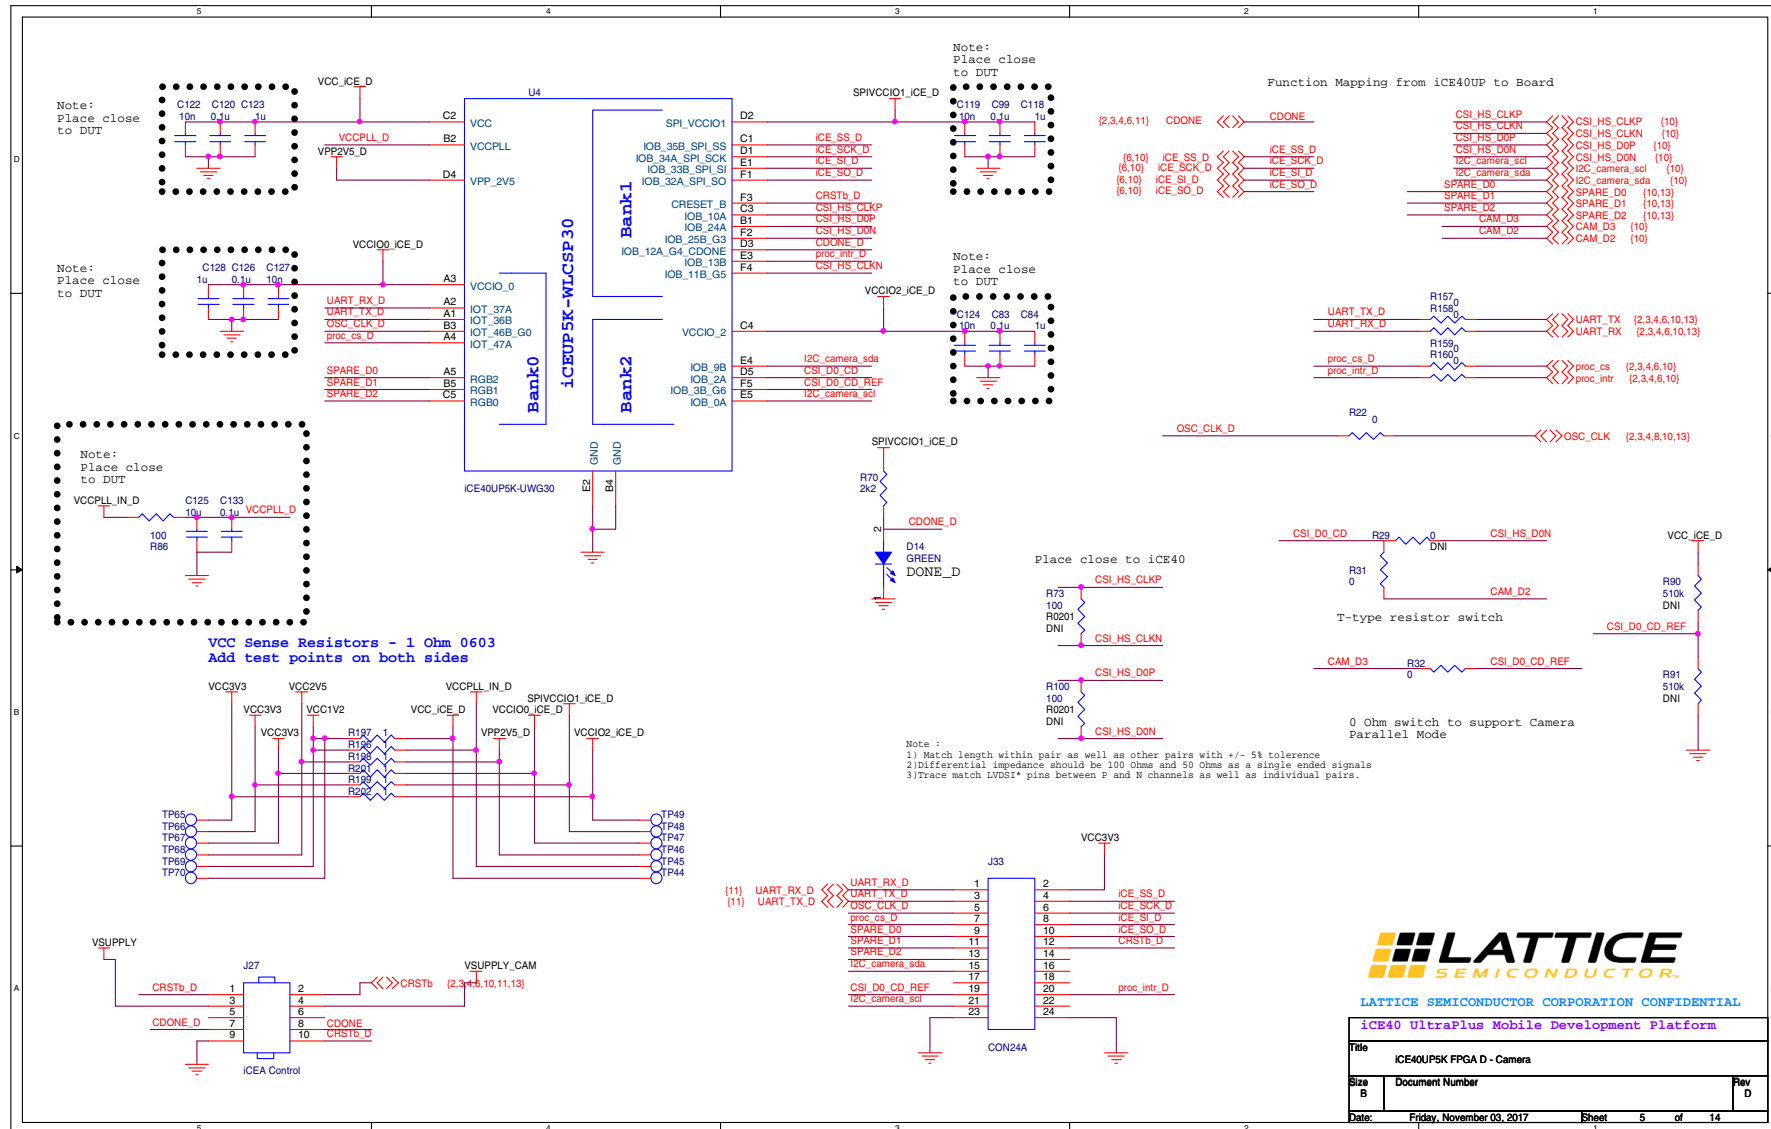 5
4
3
2
1
Note:
Place close
to DUT
C122
C120
C123
10n
0.1u
1u
VCC_iCE_D
VCCPLL_D
VPP2V5_D
C2
B2
D4
U4
VCC
VCCPLL
VPP_2V5
iCEUP5K-WLCSP30
Bank1
Bank0
Bank2
SPI_VCCIO1
IOB_35B_SPI_SS
IOB_34A_SPI_SCK
IOB_33B_SPI_SI
IOB_32A_SPI_SO
CRESET_B
IOB_10A
IOB_24A
IOB_25B_G3
IOB_12A_G4_CDONE
IOB_13B
IOB_11B_G5
D2
C1
D1
E1
F1
F3
C3
B1
F2
D3
E3
F4
SPIVCCIO1_iCE_D
iCE_SS_D
iCE_SCK_D
iCE_SI_D
iCE_SO_D
CRSTb_D
CSI_HS_CLKP
CSI_HS_D0P
CSI_HS_D0N
CDONE_D
proc_intr_D
CSI_HS_CLKN
Note:
Place close
to DUT
C119
C99
C118
10n
0.1u
1u
Function Mapping from iCE40UP to Board
{2,3,4,6,11} CDONE
CDONE
{6,10} iCE_SS_D
iCE_SS_D
{6,10} iCE_SCK_D
iCE_SCK_D
{6,10} iCE_SI_D
iCE_SI_D
{6,10} iCE_SO_D
iCE_SO_D
CSI_HS_CLKP
CSI_HS_CLKP {10}
CSI_HS_CLKN
CSI_HS_CLKN {10}
CSI_HS_D0P
CSI_HS_D0P {10}
CSI_HS_D0N
CSI_HS_D0N {10}
I2C_camera_scl
I2C_camera_scl {10}
I2C_camera_sda
I2C_camera_sda {10}
SPARE_D0
SPARE_D0 {10,13}
SPARE_D1
SPARE_D1 {10,13}
SPARE_D2
SPARE_D2 {10,13}
CAM_D3
CAM_D3 {10}
CAM_D2
CAM_D2 {10}
Note:
Place close
to DUT
C128
C126
C127
1u
0.1u
10n
VCCIO0_iCE_D
UART_RX_D
UART_TX_D
OSC_CLK_D
proc_cs_D
SPARE_D0
SPARE_D1
SPARE_D2
A3
A2
A1
B3
A4
A5
B5
C5
VCCIO_0
IOT_37A
IOT_36B
IOT_46B_G0
IOT_47A
RGB2
RGB1
RGB0
VCCIO_2
IOB_9B
IOB_2A
IOB_3B_G6
IOB_0A
C4
E4
D5
F5
E5
VCCIO2_iCE_D
I2C_camera_sda
CSI_D0_CD
CSI_D0_CD_REF
I2C_camera_scl
Note:
Place close
to DUT
C124
C83
C84
10n
0.1u
1u
GND
GND
E2
B4
iCE40UP5K-UWG30
R157
0
R158
0
UART_TX_D
UART_TX {2,3,4,6,10,13}
UART_RX_D
UART_RX {2,3,4,6,10,13}
R159
0
R160
0
proc_cs_D
proc_cs {2,3,4,6,10}
proc_intr_D
proc_intr {2,3,4,6,10}
R22
0
OSC_CLK_D
OSC_CLK {2,3,4,8,10,13}
Note:
Place close
to DUT
VCCPLL_IN_D
C125
C133
10u
0.1u
VCCPLL_D
100
R86
SPIVCCIO1_iCE_D
R70
2k2
2
CDONE_D
D14
GREEN
DONE_D
1
Place close to iCE40
CSI_HS_CLKP
R73
100
R0201
DNI
CSI_HS_CLKN
CSI_HS_D0P
R100
100
R0201
DNI
CSI_HS_D0N
CSI_D0_CD
R29
0
DNI
CSI_HS_D0N
R31
0
CAM_D2
T-type resistor switch
CAM_D3
R32
0
CSI_D0_CD_REF
0 Ohm switch to support Camera
Parallel Mode
VCC_iCE_D
R90
510k
DNI
CSI_D0_CD_REF
R91
510k
DNI
Note :
1) Match length within pair as well as other pairs with +/- 5% tolerence
2)Differential impedance should be 100 Ohms and 50 Ohms as a single ended signals
3)Trace match LVDSI* pins between P and N channels as well as individual pairs.
VCC Sense Resistors - 1 Ohm 0603
Add test points on both sides
VCC3V3
VCC2V5
VCC3V3
VCC1V2
VCC3V3
VCCPLL_IN_D
SPIVCCIO1_iCE_D
VCC_iCE_D
VCCIO0_iCE_D
VPP2V5_D
VCCIO2_iCE_D
R197 1
R196 1
R198 1
R201 1
R199 1
R202 1
TP65
TP66
TP67
TP68
TP69
TP70
TP49
TP48
TP47
TP46
TP45
TP44
VSUPPLY
J27
VSUPPLY_CAM
CRSTb_D
CRSTb {2,3,4,6,10,11,13}
CDONE_D
CDONE
CRSTb_D
1
2
3
4
5
6
7
8
9
10
iCEA Control
J33
VCC3V3
{11} UART_RX_D
{11} UART_TX_D
UART_RX_D
UART_TX_D
OSC_CLK_D
proc_cs_D
SPARE_D0
SPARE_D1
SPARE_D2
I2C_camera_sda
CSI_D0_CD_REF
I2C_camera_scl
1
3
5
7
9
11
13
15
17
19
21
23
2
4
6
8
10
12
14
16
18
20
22
24
iCE_SS_D
iCE_SCK_D
iCE_SI_D
iCE_SO_D
CRSTb_D
proc_intr_D
CON24A
LATTICE
SEMICONDUCTOR
LATTICE SEMICONDUCTOR CORPORATION CONFIDENTIAL
iCE40 UltraPlus Mobile Development Platform
Title
iCE40UP5K FPGA D - Camera
Size
B
Document Number
Rev
D
Date:
Friday, November 03, 2017
Sheet 5 of 14
D
C
B
A
D
C
B
A
5
4
3
2
1